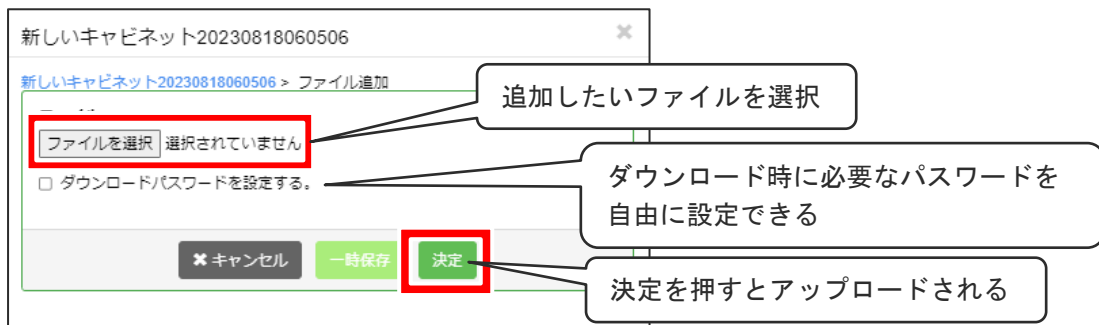 新しいキャビネット20230818060506
新しいキャビネット20230818060506 > ファイル追加
追加したいファイルを選択
ファイルを選択 選択されていません
ダウンロードパスワードを設定する。
ダウンロード時に必要なパスワードを
自由に設定できる
✖キャンセル 一時保存 決定
決定を押すとアップロードされる